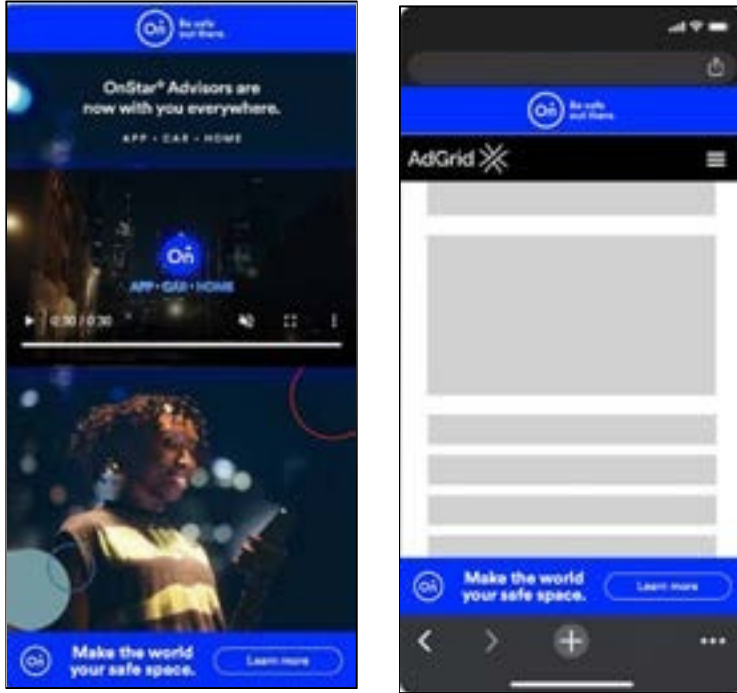 On
Be safe
out there.
OnStar® Advisors are
now with you everywhere.
APP • CAR • HOME
On
APP • CAR • HOME
0:30 / 0:30
On
Make the world
your safe space.
Learn more
On
Be safe
out there.
AdGrid
On
Make the world
your safe space.
Learn more